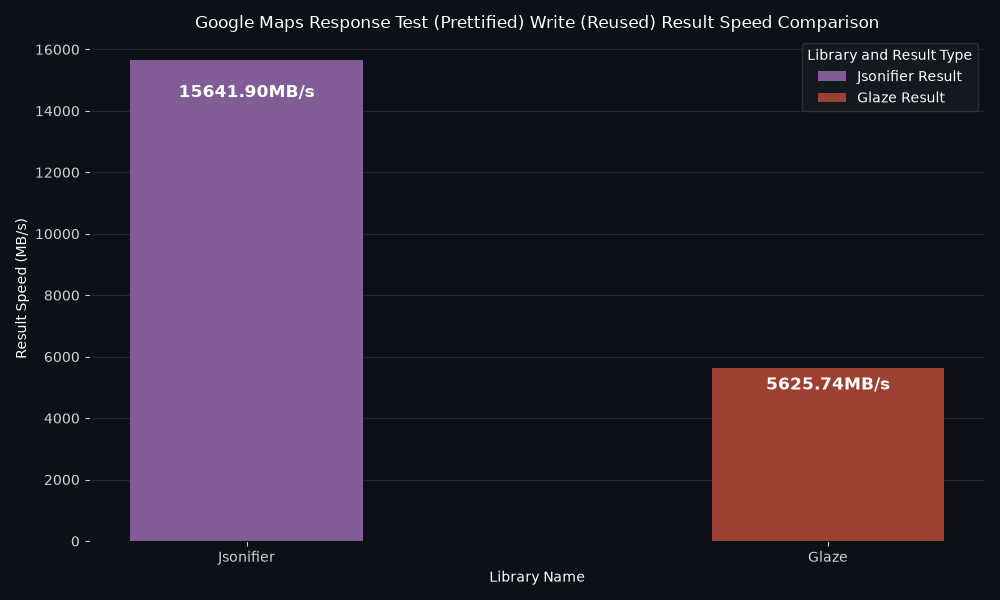 Google Maps Response Test (Prettified) Write (Reused) Result Speed Comparison
Library and Result Type
Jsonifier Result
Glaze Result
Result Speed (MB/s)
16000
14000
12000
10000
8000
6000
4000
2000
0
15641.90MB/s
5625.74MB/s
Jsonifier
Glaze
Library Name